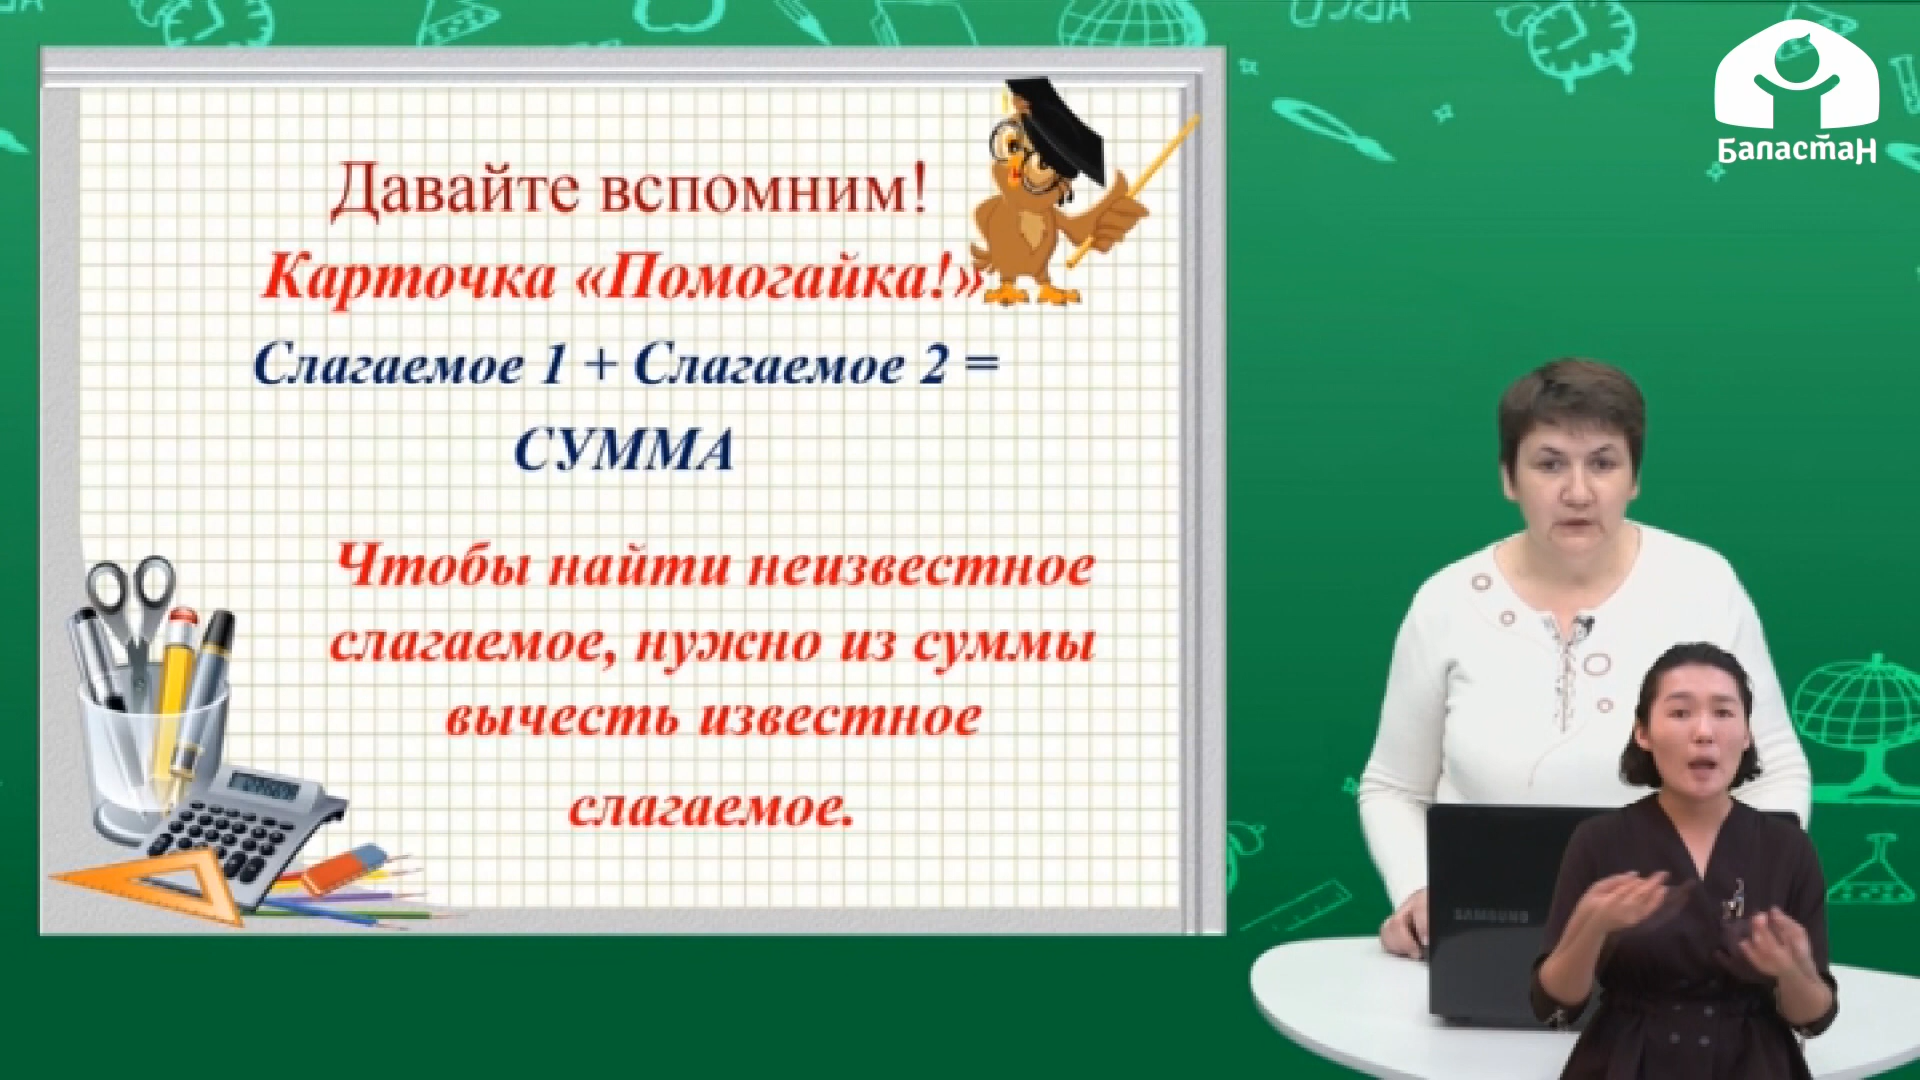 Давайте вспомним!
Карточка «Помогайка!»
Слагаемое 1 + Слагаемое 2 =
СУММА
Чтобы найти неизвестное
слагаемое, нужно из суммы
вычесть известное
слагаемое.
Баластан
SAMSUNG